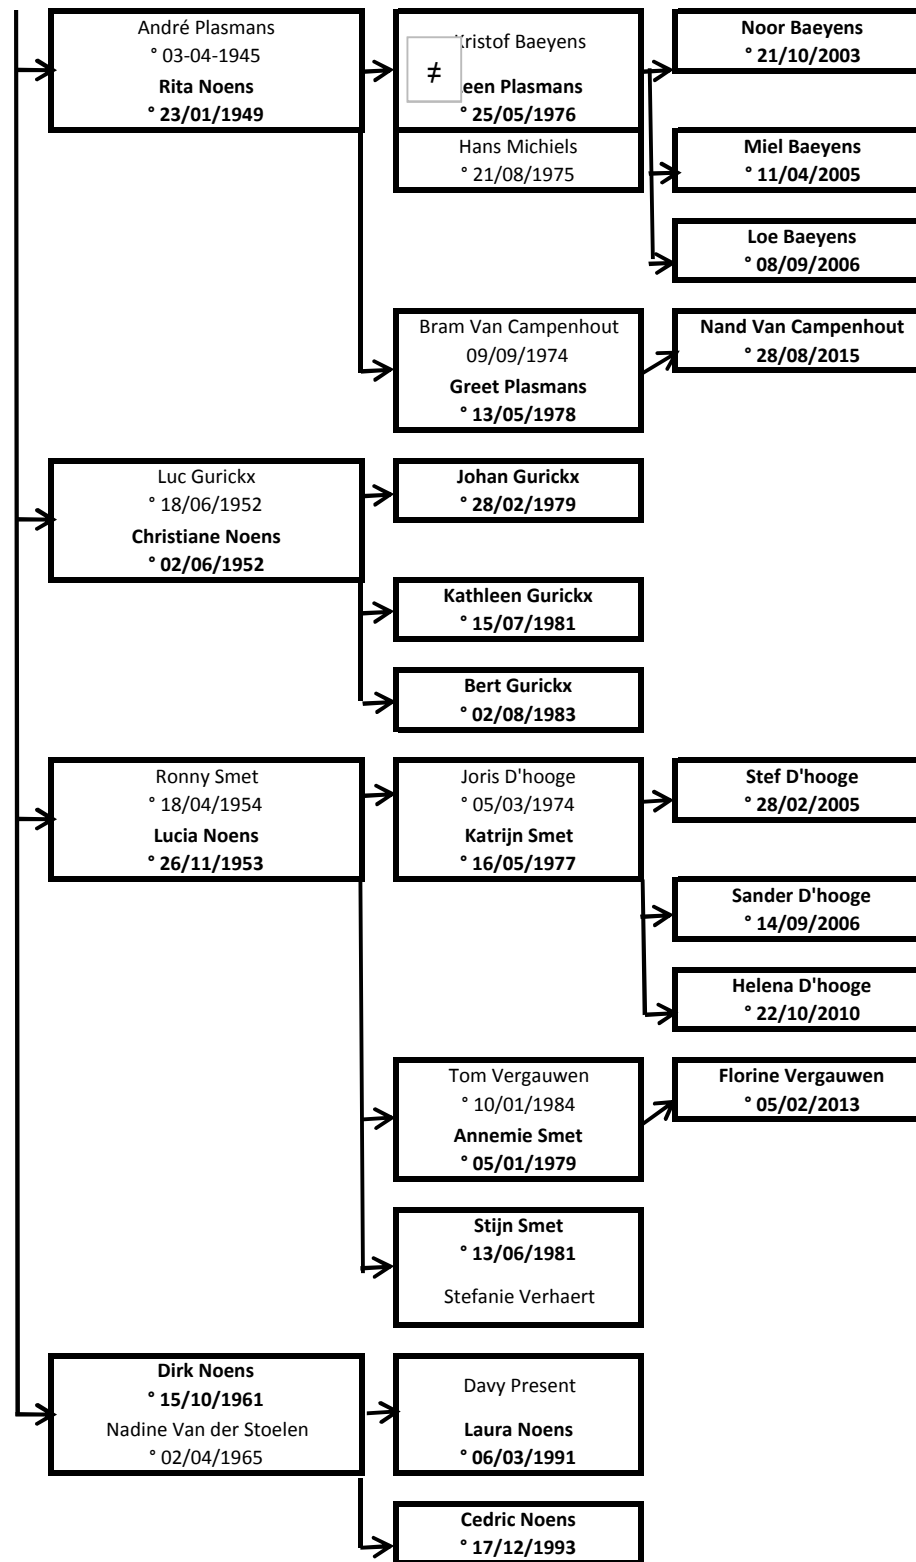 André Plasmans
° 03-04-1945
Rita Noens
° 23/01/1949
Kristof Baeyens
≠
Plasmans
° 25/05/1976
Hans Michiels
° 21/08/1975
Noor Baeyens
° 21/10/2003
Miel Baeyens
° 11/04/2005
Loe Baeyens
° 08/09/2006
Bram Van Campenhout
09/09/1974
Greet Plasmans
° 13/05/1978
Nand Van Campenhout
° 28/08/2015
Luc Gurickx
° 18/06/1952
Christiane Noens
° 02/06/1952
Johan Gurickx
° 28/02/1979
Kathleen Gurickx
° 15/07/1981
Bert Gurickx
° 02/08/1983
Ronny Smet
° 18/04/1954
Lucia Noens
° 26/11/1953
Joris D'hooge
° 05/03/1974
Katrijn Smet
° 16/05/1977
Stef D'hooge
° 28/02/2005
Sander D'hooge
° 14/09/2006
Helena D'hooge
° 22/10/2010
Tom Vergauwen
° 10/01/1984
Annemie Smet
° 05/01/1979
Florine Vergauwen
° 05/02/2013
Stijn Smet
° 13/06/1981
Stefanie Verhaert
Dirk Noens
° 15/10/1961
Nadine Van der Stoelen
° 02/04/1965
Davy Present
Laura Noens
° 06/03/1991
Cedric Noens
° 17/12/1993